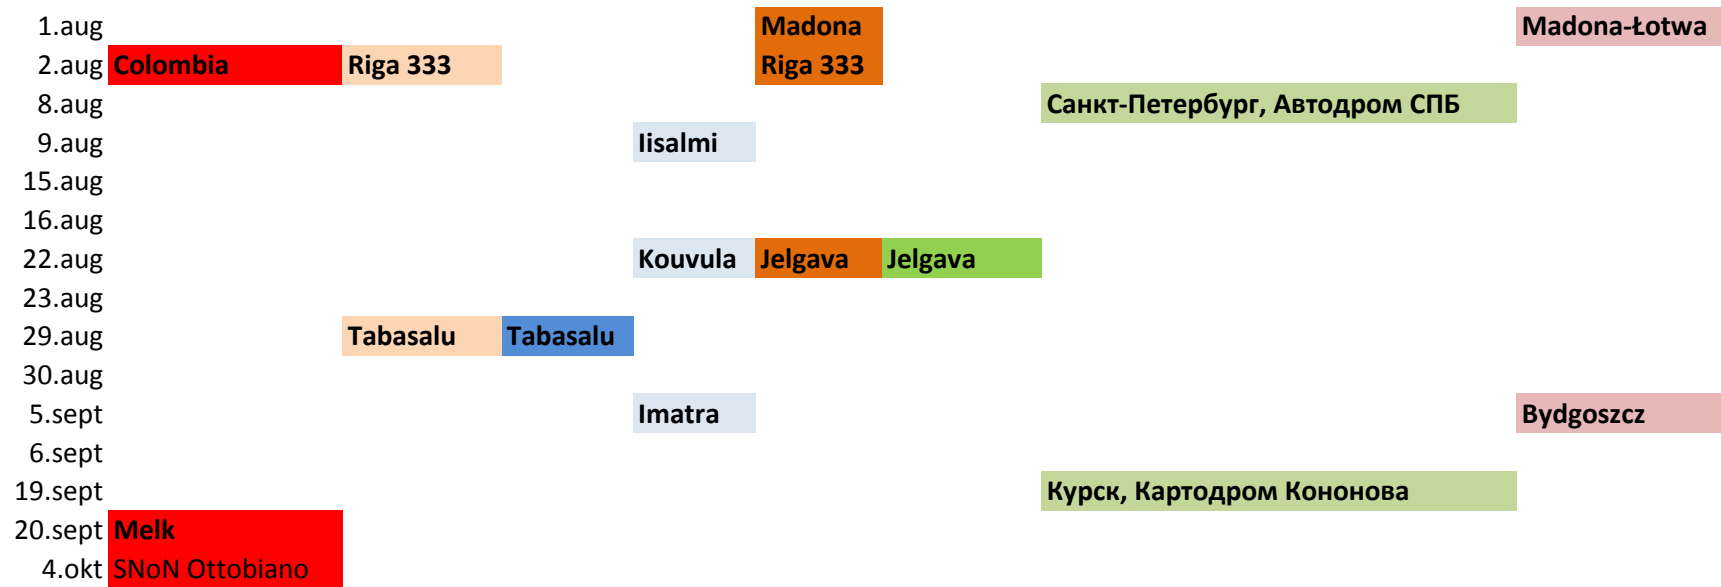 1.aug Madona Madona-Łotwa
2.aug Colombia Riga 333 Riga 333
8.aug Санкт-Петербург, Автодром СПБ
9.aug Iisalmi
15.aug
16.aug
22.aug Kouvula Jelgava Jelgava
23.aug
29.aug Tabasalu Tabasalu
30.aug
5.sept Imatra Bydgoszcz
6.sept
19.sept Курск, Картодром Кононова
20.sept Melk
4.okt SNoN Ottobiano